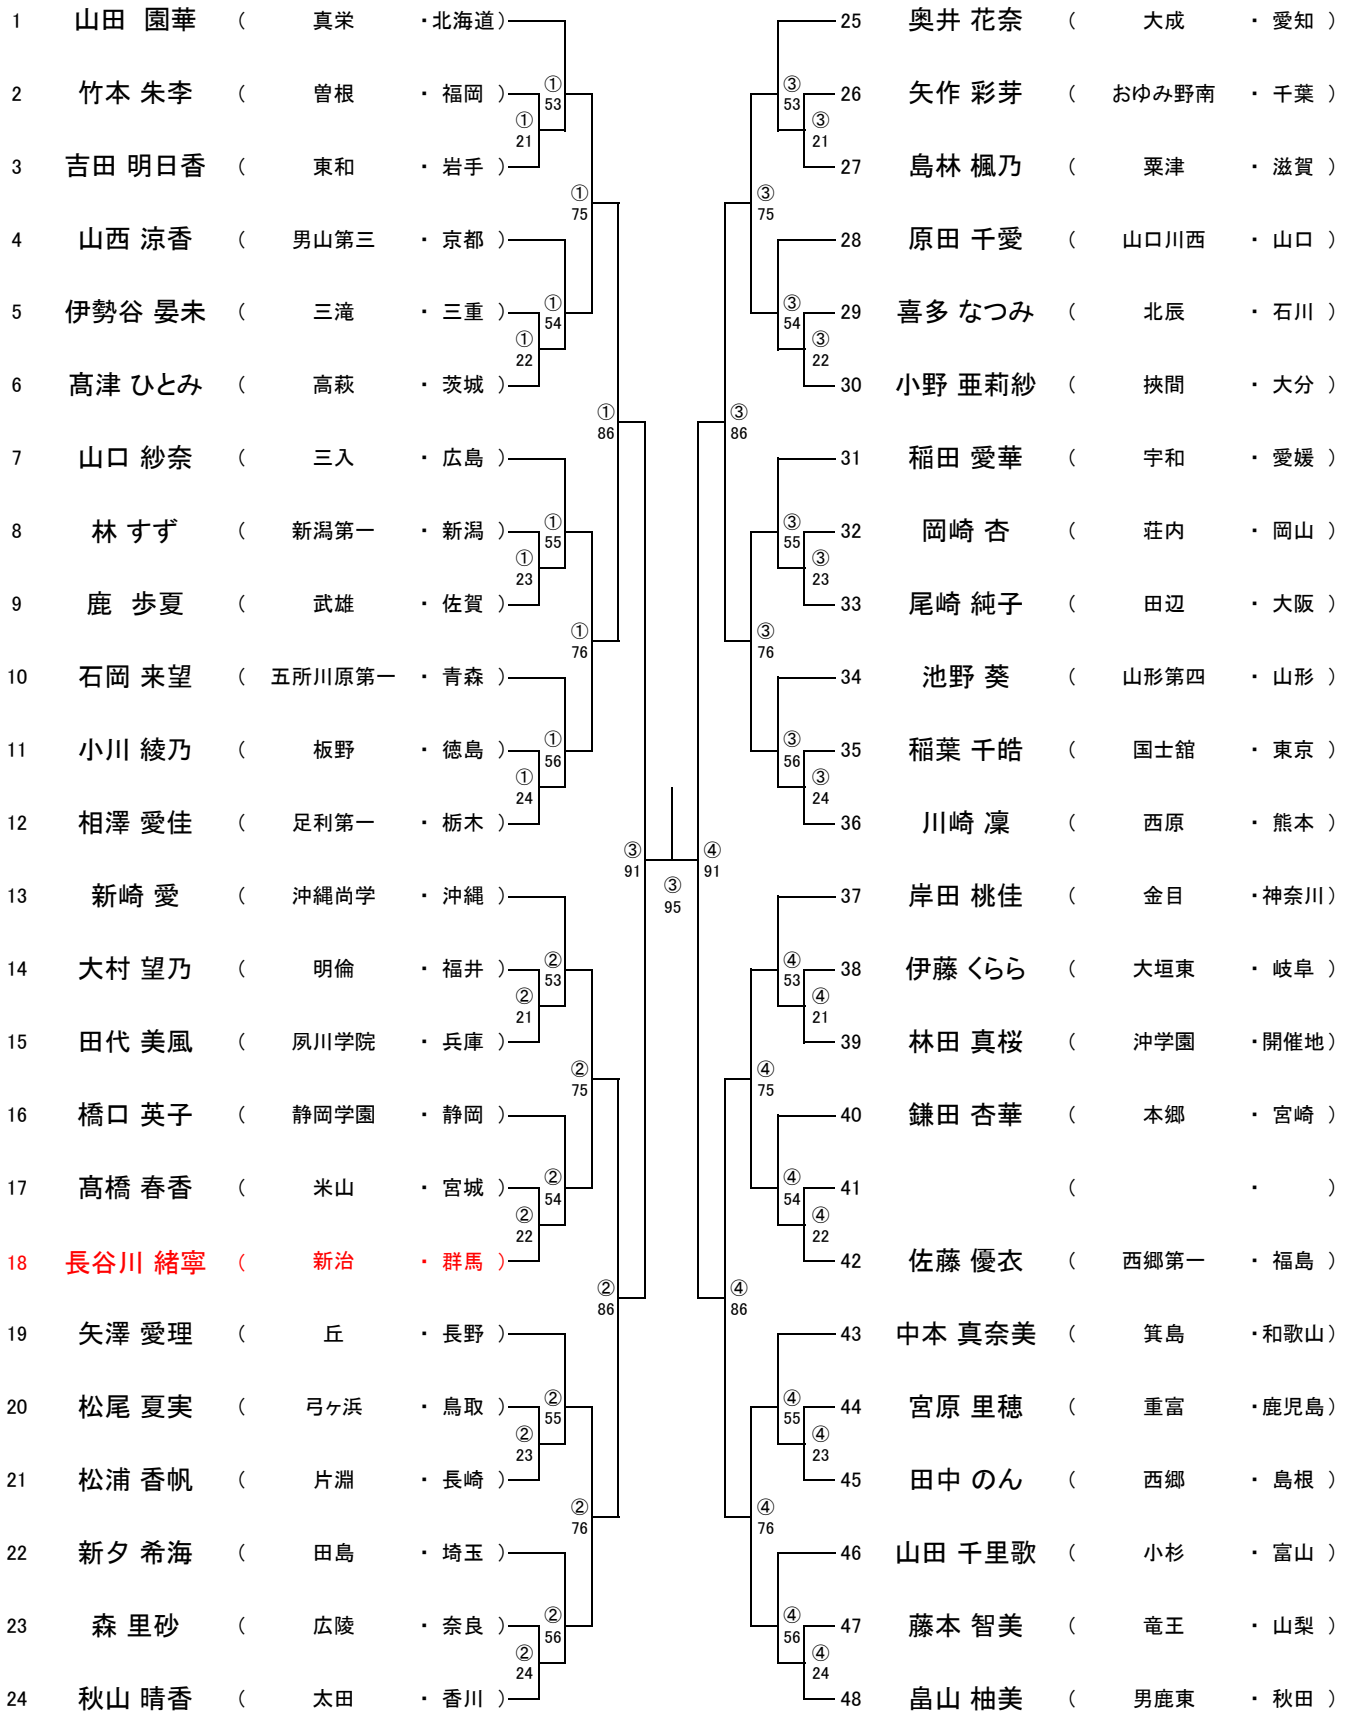 1 山田 園華 ( 真栄 ・北海道)
2 竹本 朱李 ( 曽根 ・ 福岡 )
3 吉田 明日香 ( 東和 ・ 岩手 )
4 山西 涼香 ( 男山第三 ・ 京都 )
5 伊勢谷 晏未 ( 三滝 ・ 三重 )
6 髙津 ひとみ ( 高萩 ・ 茨城 )
7 山口 紗奈 ( 三入 ・ 広島 )
8 林 すず ( 新潟第一 ・ 新潟 )
9 鹿 歩夏 ( 武雄 ・ 佐賀 )
10 石岡 来望 ( 五所川原第一 ・ 青森 )
11 小川 綾乃 ( 板野 ・ 徳島 )
12 相澤 愛佳 ( 足利第一 ・ 栃木 )
13 新崎 愛 ( 沖縄尚学 ・ 沖縄 )
14 大村 望乃 ( 明倫 ・ 福井 )
15 田代 美風 ( 夙川学院 ・ 兵庫 )
16 橋口 英子 ( 静岡学園 ・ 静岡 )
17 髙橋 春香 ( 米山 ・ 宮城 )
18 長谷川 緒寧 ( 新治 ・ 群馬 )
19 矢澤 愛理 ( 丘 ・ 長野 )
20 松尾 夏実 ( 弓ヶ浜 ・ 鳥取 )
21 松浦 香帆 ( 片淵 ・ 長崎 )
22 新夕 希海 ( 田島 ・ 埼玉 )
23 森 里砂 ( 広陵 ・ 奈良 )
24 秋山 晴香 ( 太田 ・ 香川 )
① 21
① 22
① 23
① 24
② 21
② 22
② 23
② 24
① 53
① 54
① 55
① 56
② 53
② 54
② 55
② 56
① 75
① 76
② 75
② 76
① 86
② 86
③ 91
③ 95
④ 91
③ 86
④ 86
③ 75
③ 76
④ 75
④ 76
③ 53
③ 54
③ 55
③ 56
④ 53
④ 54
④ 55
④ 56
③ 21
③ 22
③ 23
③ 24
④ 21
④ 22
④ 23
④ 24
25 奥井 花奈 ( 大成 ・ 愛知 )
26 矢作 彩芽 ( おゆみ野南 ・ 千葉 )
27 島林 楓乃 ( 粟津 ・ 滋賀 )
28 原田 千愛 ( 山口川西 ・ 山口 )
29 喜多 なつみ ( 北辰 ・ 石川 )
30 小野 亜莉紗 ( 挾間 ・ 大分 )
31 稲田 愛華 ( 宇和 ・ 愛媛 )
32 岡崎 杏 ( 荘内 ・ 岡山 )
33 尾崎 純子 ( 田辺 ・ 大阪 )
34 池野 葵 ( 山形第四 ・ 山形 )
35 稲葉 千皓 ( 国士舘 ・ 東京 )
36 川崎 凜 ( 西原 ・ 熊本 )
37 岸田 桃佳 ( 金目 ・神奈川)
38 伊藤 くらら ( 大垣東 ・ 岐阜 )
39 林田 真桜 ( 沖学園 ・開催地)
40 鎌田 杏華 ( 本郷 ・ 宮崎 )
41 ( ・ )
42 佐藤 優衣 ( 西郷第一 ・ 福島 )
43 中本 真奈美 ( 箕島 ・和歌山)
44 宮原 里穂 ( 重富 ・鹿児島)
45 田中 のん ( 西郷 ・ 島根 )
46 山田 千里歌 ( 小杉 ・ 富山 )
47 藤本 智美 ( 竜王 ・ 山梨 )
48 畠山 柚美 ( 男鹿東 ・ 秋田 )